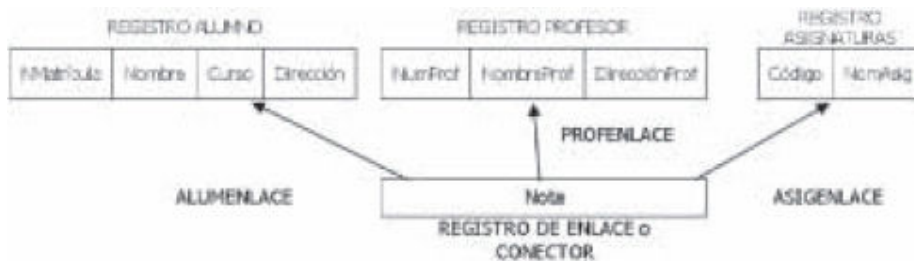 REGISTRO ALUMNO
REGISTRO PROFESOR
REGISTRO
ASIGNATURAS
NMatrícula Nombre Curso Dirección
NumProf NombreProf DirecciónProf
Código NomAsig
PROFENLACE
ALUMENLACE
Nota
ASIGENLACE
REGISTRO DE ENLACE o
CONECTOR